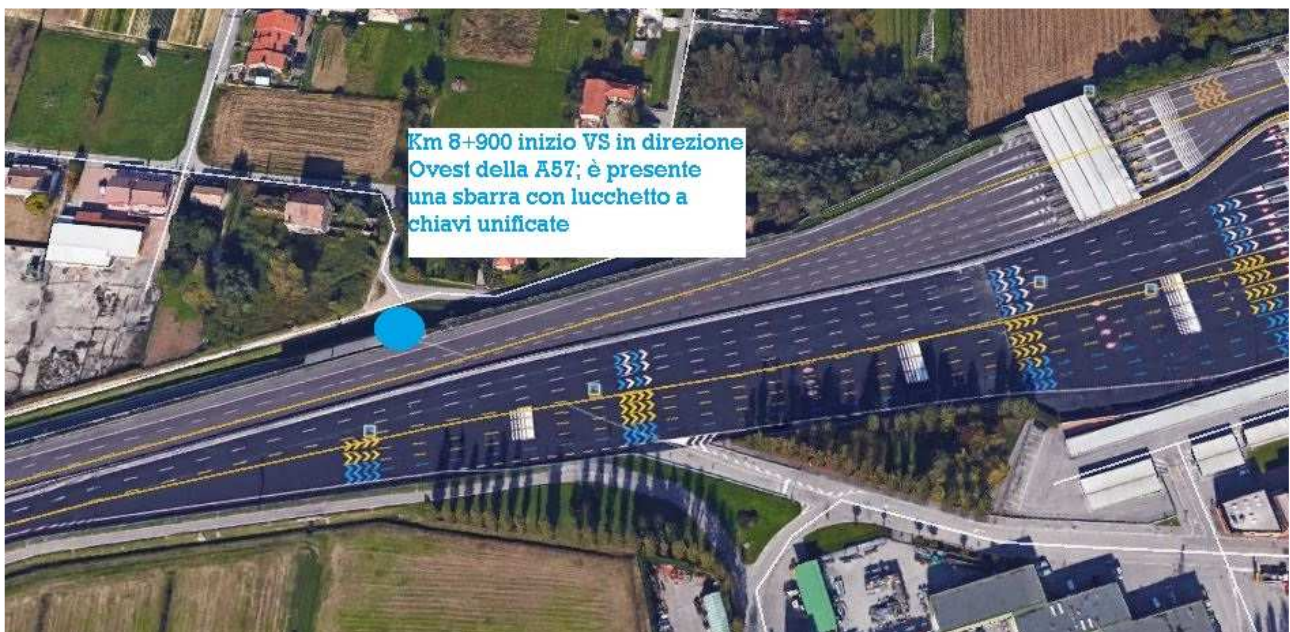 Km 8+900 inizio VS in direzione
Ovest della A57; è presente
una sbarra con lucchetto a
chiavi unificate